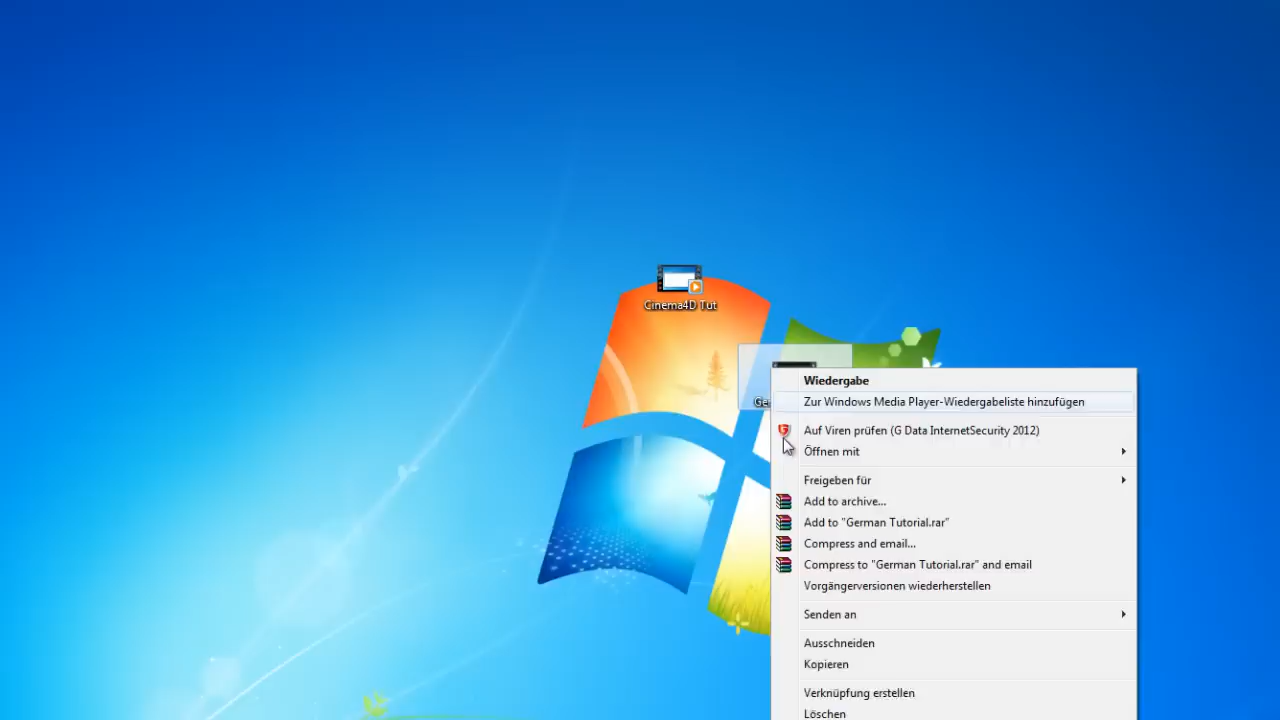 Cinema4D Tut
Ge
Wiedergabe
Zur Windows Media Player-Wiedergabeliste hinzufügen
Auf Viren prüfen (G Data InternetSecurity 2012)
Öffnen mit
Freigeben für
Add to archive...
Add to "German Tutorial.rar"
Compress and email...
Compress to "German Tutorial.rar" and email
Vorgängerversionen wiederherstellen
Senden an
Ausschneiden
Kopieren
Verknüpfung erstellen
Löschen